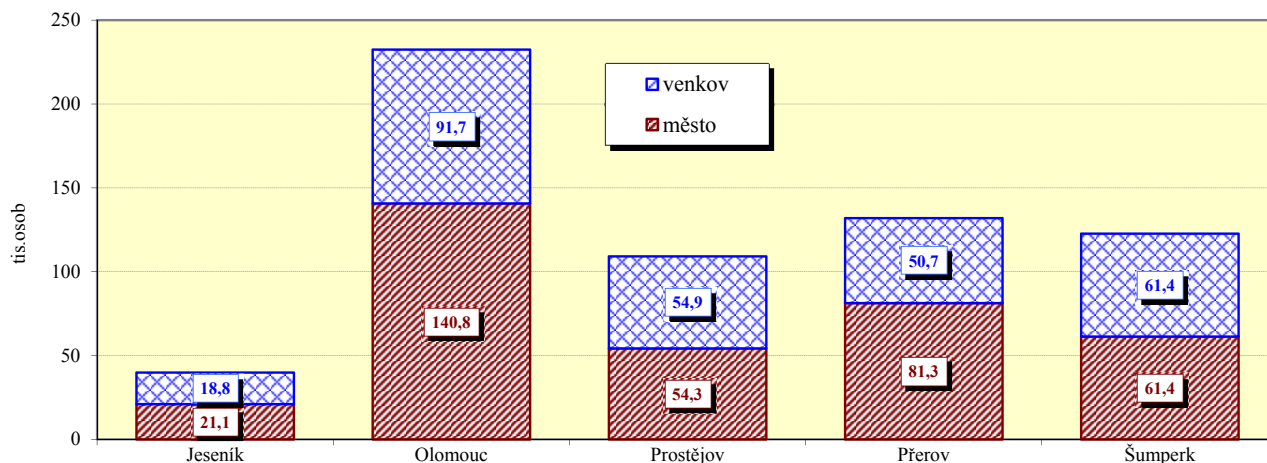 250
200
150
100
50
0
tis.osob
venkov
město
18,8
21,1
91,7
140,8
54,9
54,3
50,7
81,3
61,4
61,4
Jeseník
Olomouc
Prostějov
Přerov
Šumperk